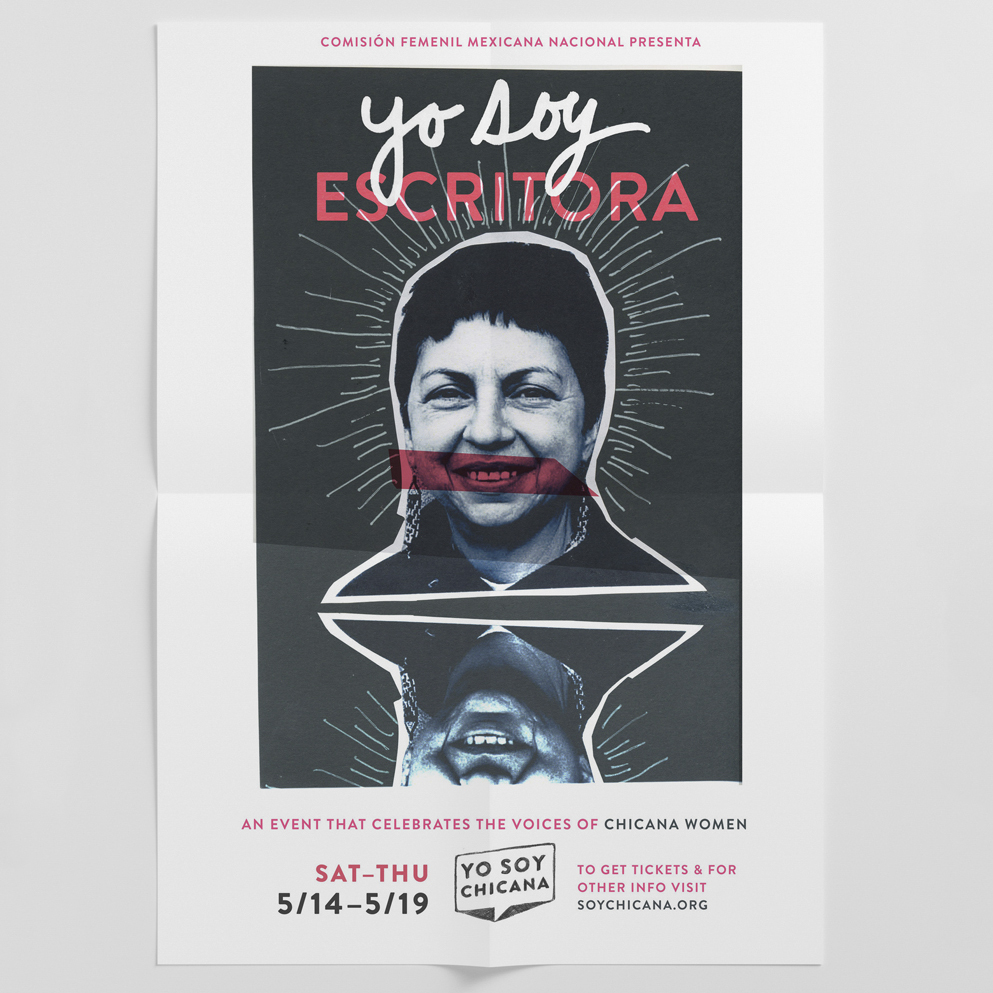 COMISIÓN FEMENIL MEXICANA NACIONAL PRESENTA
yo soy
ESCRITORA
AN EVENT THAT CELEBRATES THE VOICES OF CHICANA WOMEN
SAT–THU
5/14–5/19
YO SOY
CHICANA
TO GET TICKETS & FOR
OTHER INFO VISIT
SOYCHICANA.ORG